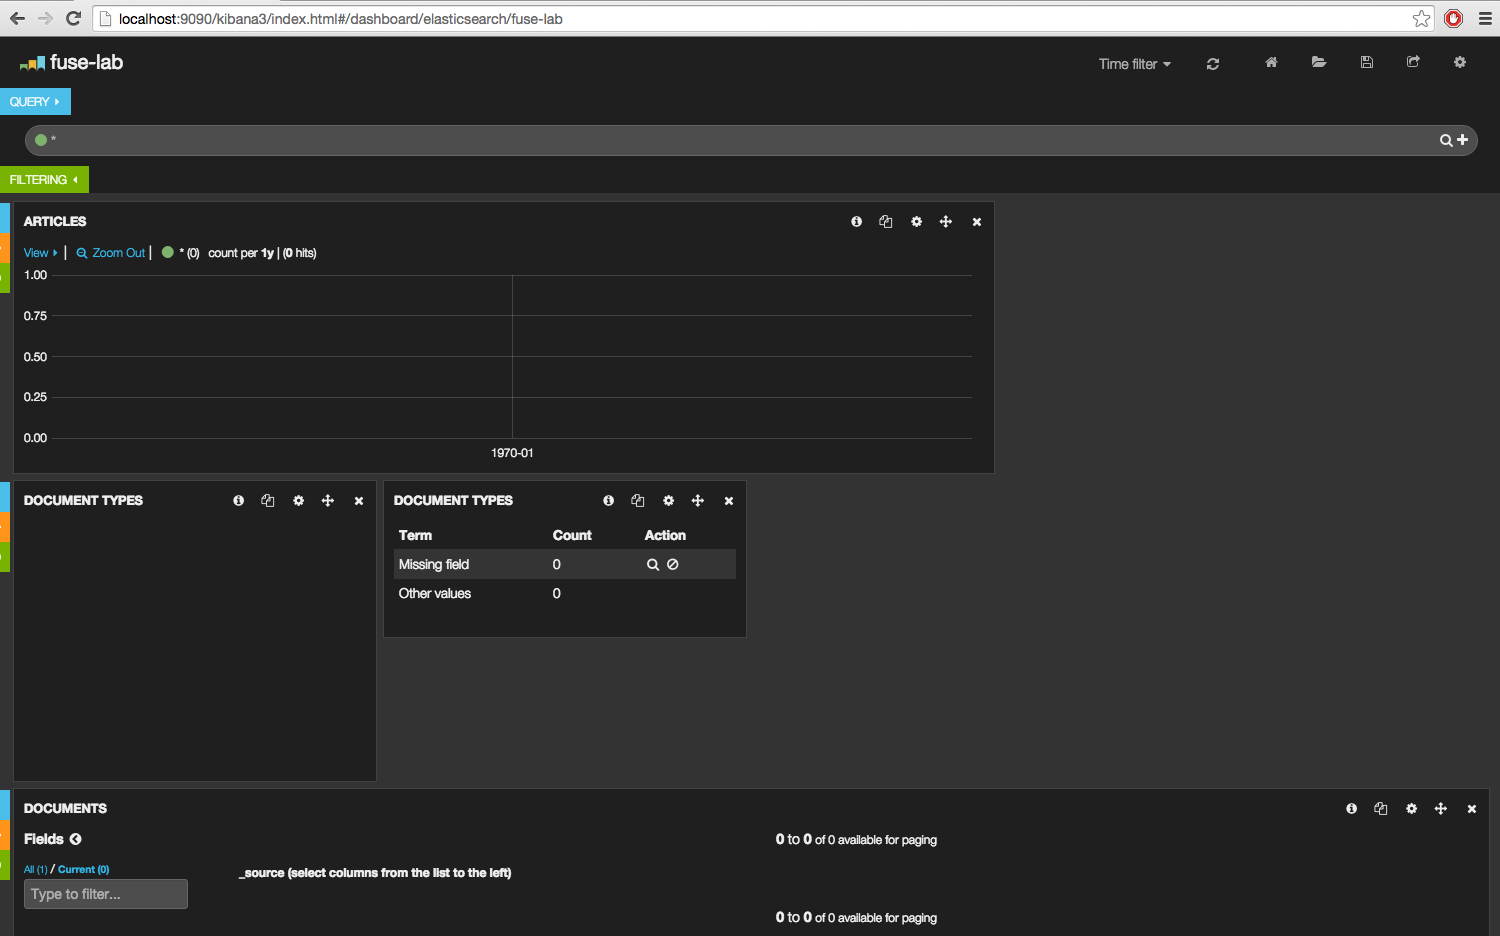 localhost:9090/kibana3/index.html#/dashboard/elasticsearch/fuse-lab
fuse-lab
Time filter
QUERY
*
FILTERING
ARTICLES
View | Zoom Out | * (0) count per 1y | (0 hits)
1.00
0.75
0.50
0.25
0.00
1970-01
DOCUMENT TYPES
DOCUMENT TYPES
Term Count Action
Missing field 0
Other values 0
DOCUMENTS
Fields
0 to 0 of 0 available for paging
All (1) / Current (0)
_source (select columns from the list to the left)
Type to filter...
0 to 0 of 0 available for paging